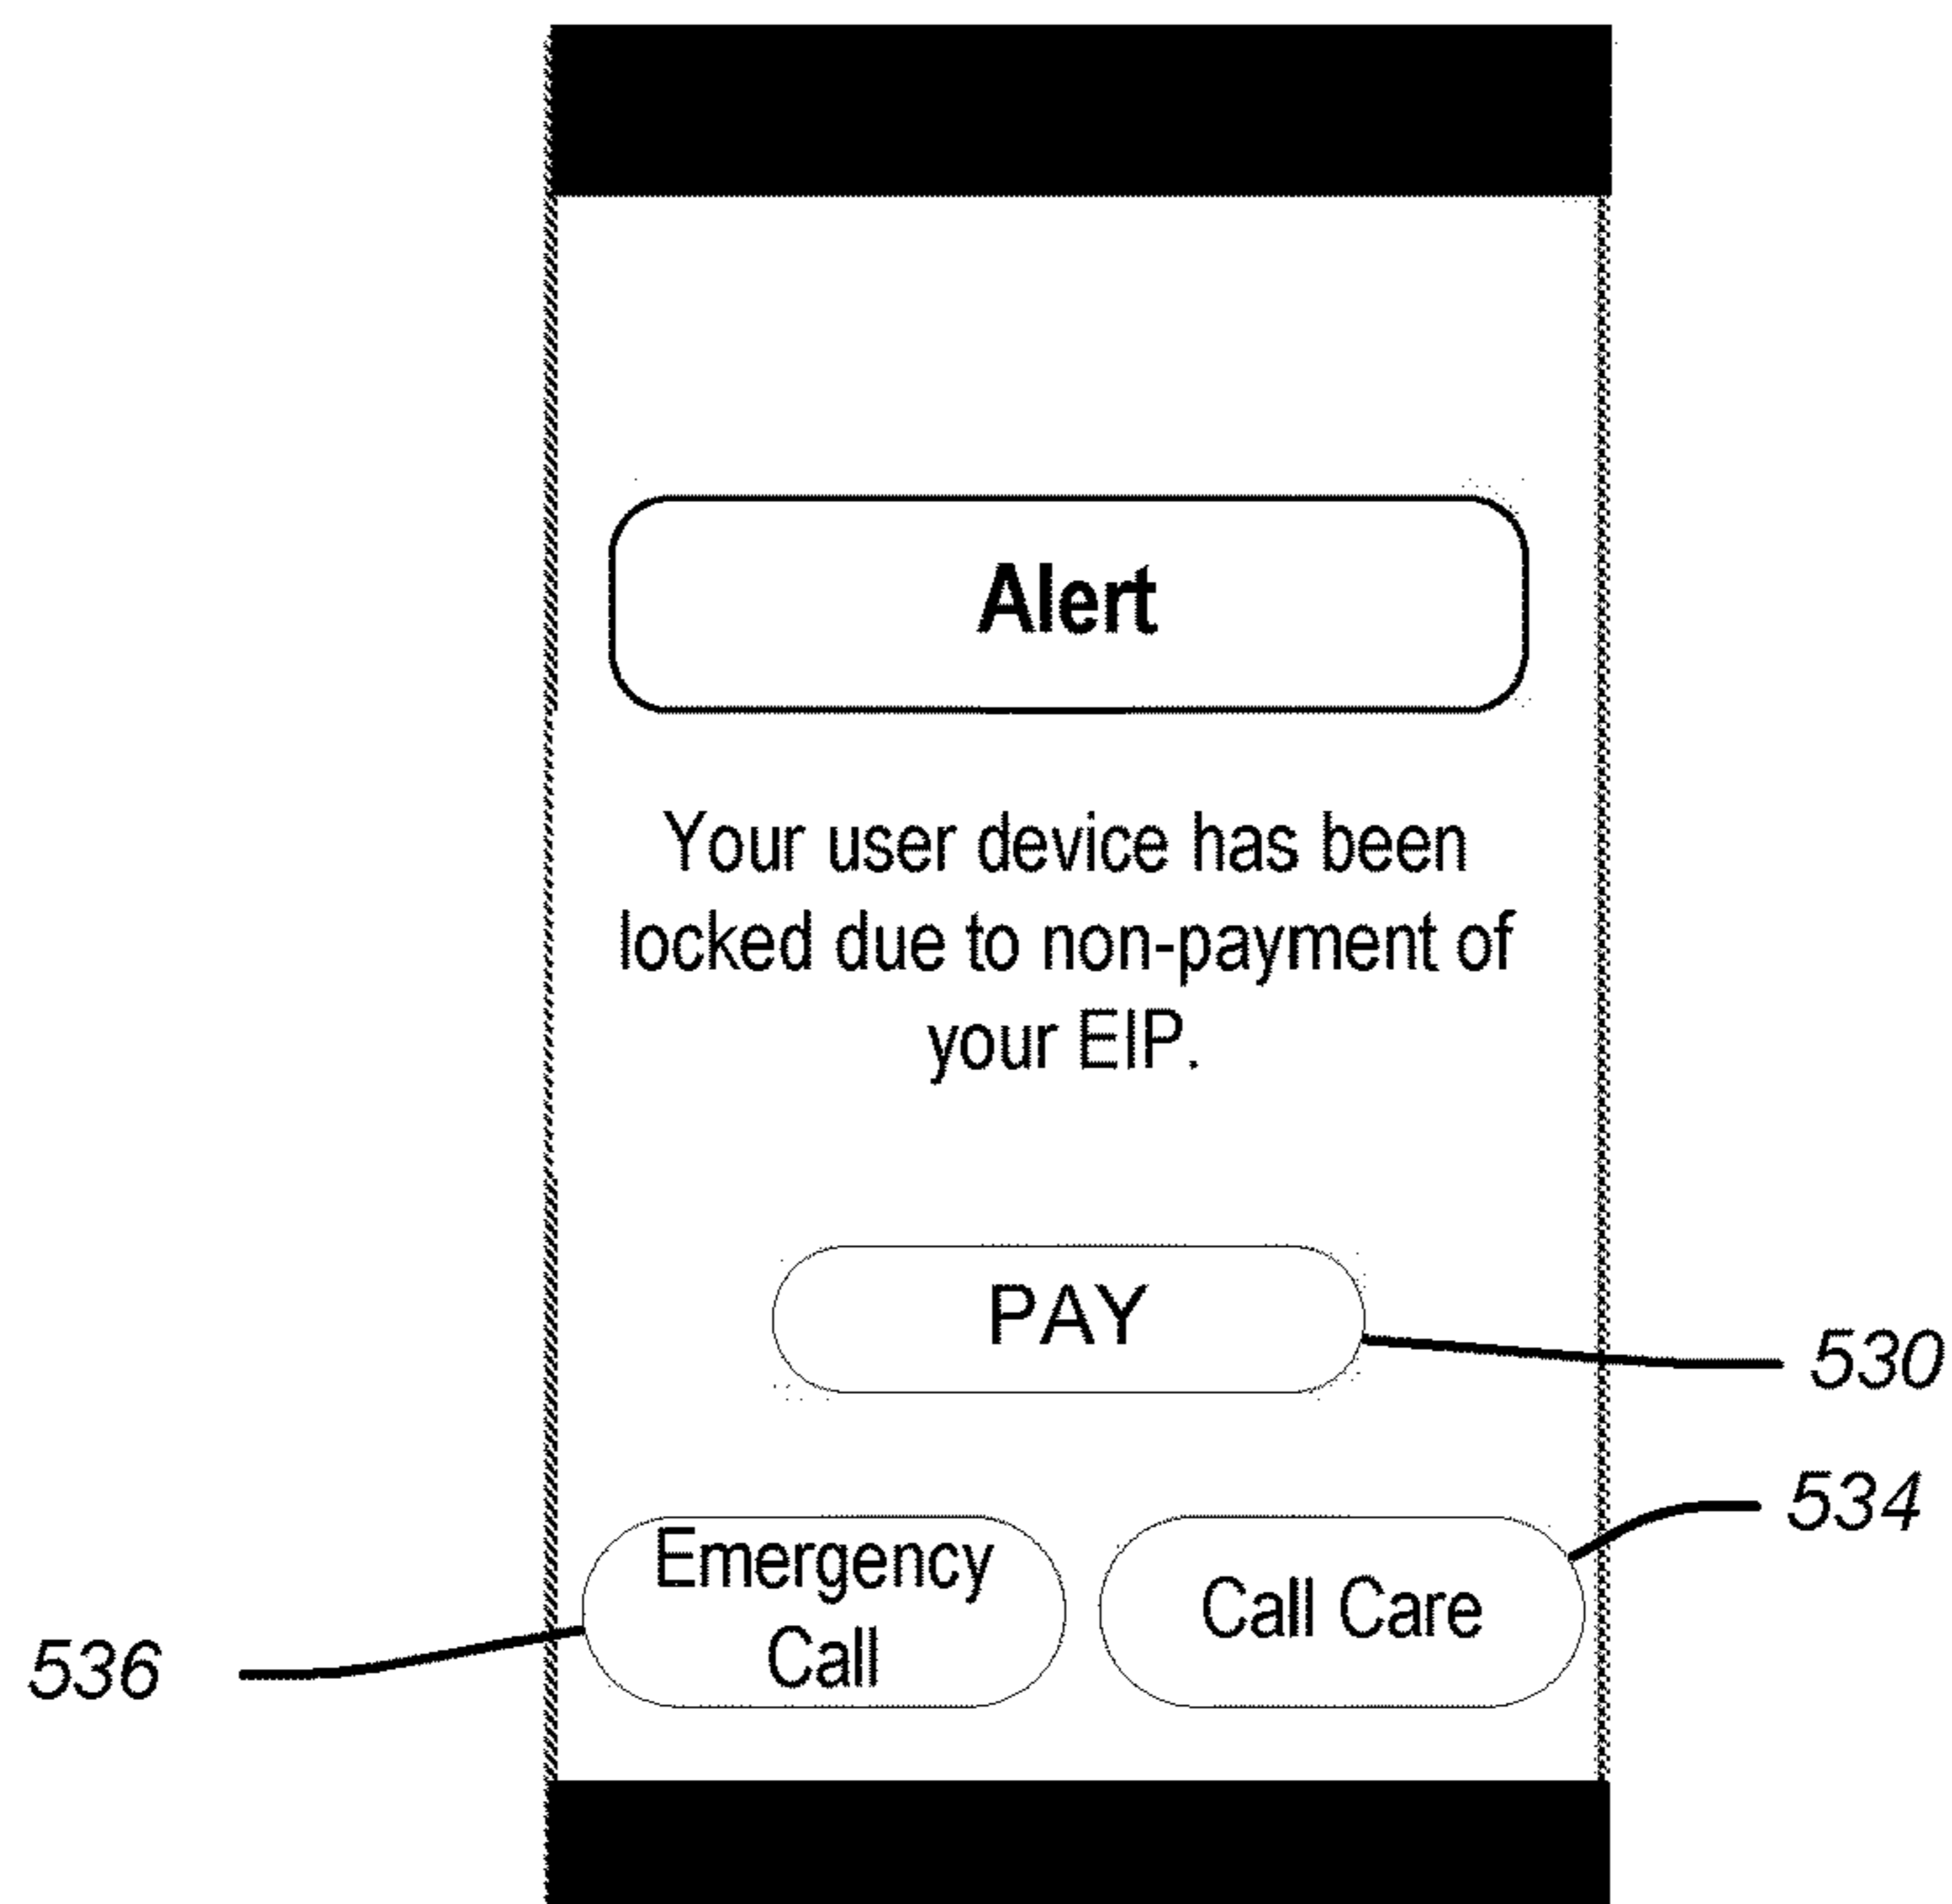 Alert
Your user device has been
locked due to non-payment of
your EIP.
PAY
530
534
Emergency
Call
Call Care
536